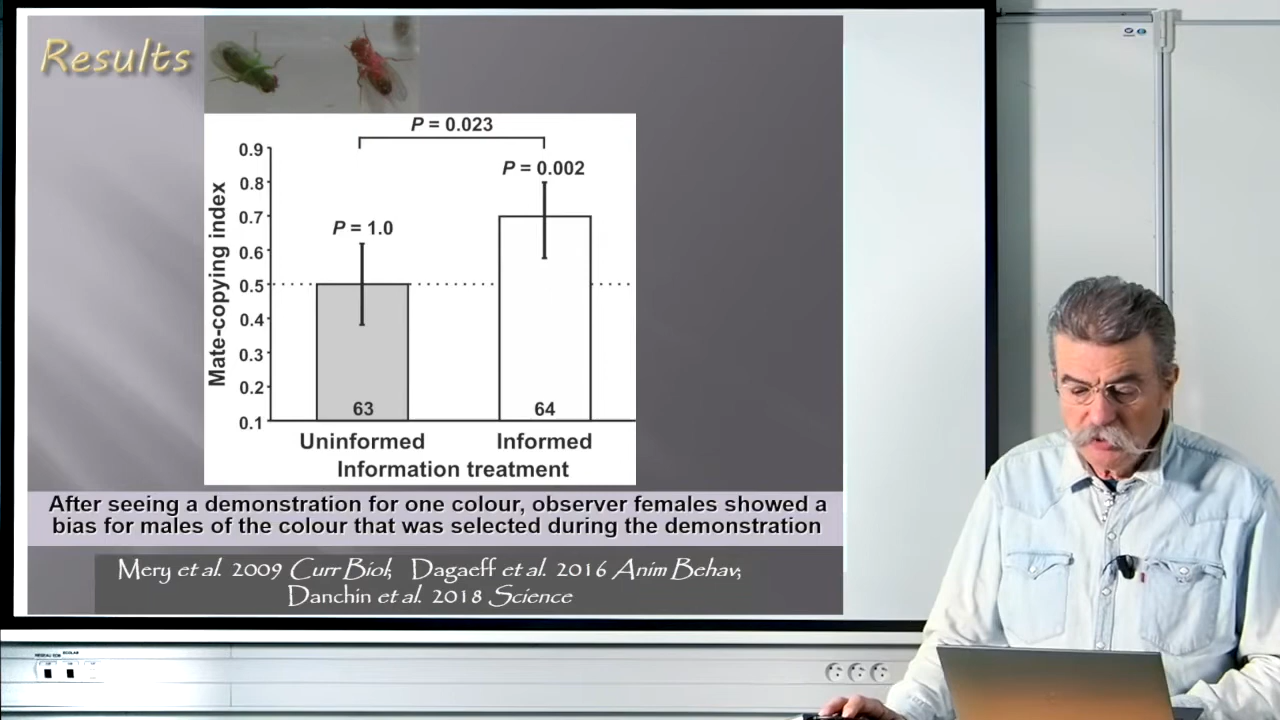 Results
P = 0.023
P = 0.002
P = 1.0
0.9
0.8
0.7
0.6
0.5
0.4
0.3
0.2
0.1
Mate-copying index
63
64
Uninformed Informed
Information treatment
After seeing a demonstration for one colour, observer females showed a
bias for males of the colour that was selected during the demonstration
Mery et al. 2009 Curr Biol; Dagaeff et al. 2016 Anim Behav;
Danchin et al. 2018 Science